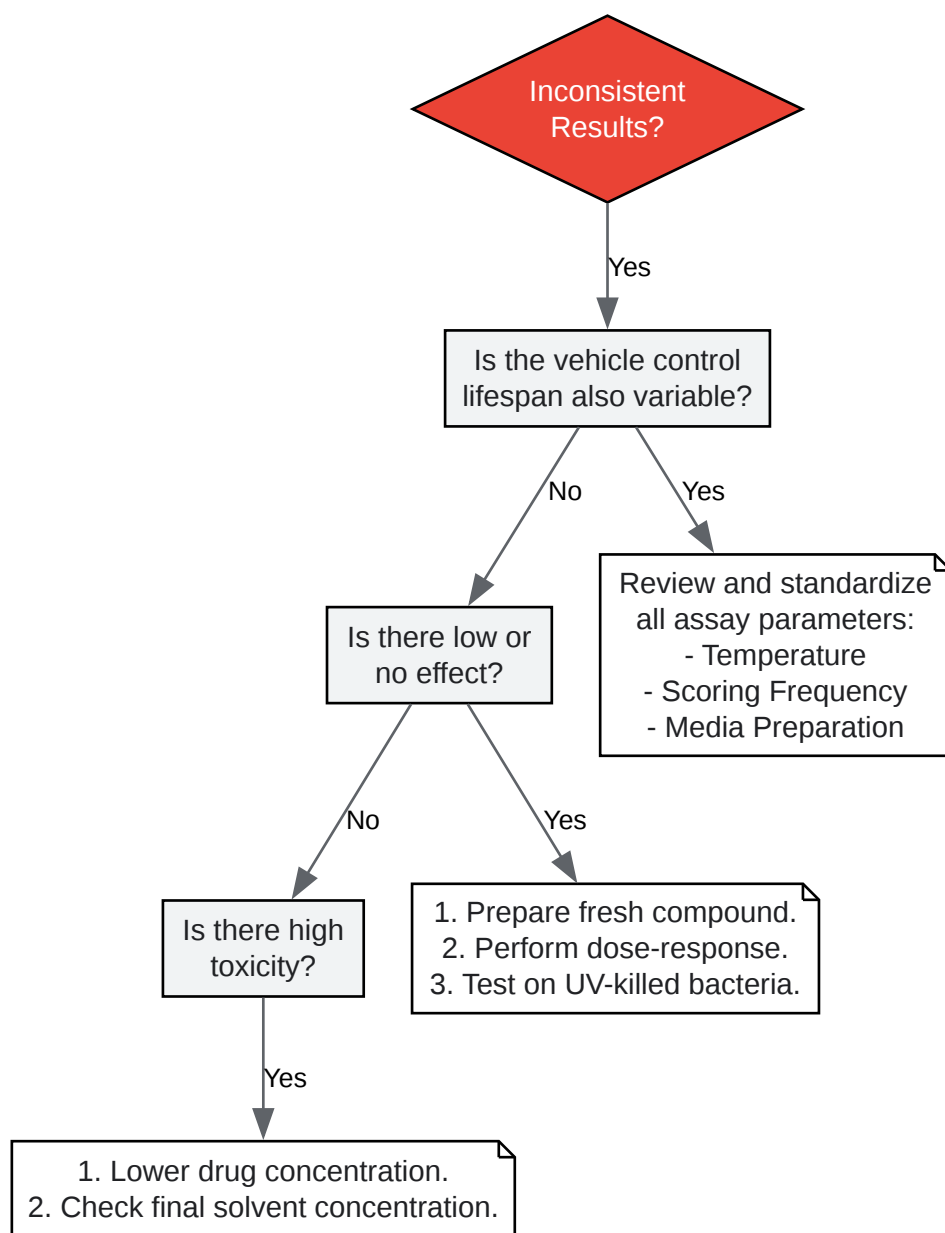 Inconsistent
Results?
Yes
Is the vehicle control
lifespan also variable?
No
Yes
Review and standardize
all assay parameters:
- Temperature
- Scoring Frequency
- Media Preparation
Is there low or
no effect?
No
Yes
1. Prepare fresh compound.
2. Perform dose-response.
3. Test on UV-killed bacteria.
Is there high
toxicity?
Yes
1. Lower drug concentration.
2. Check final solvent concentration.